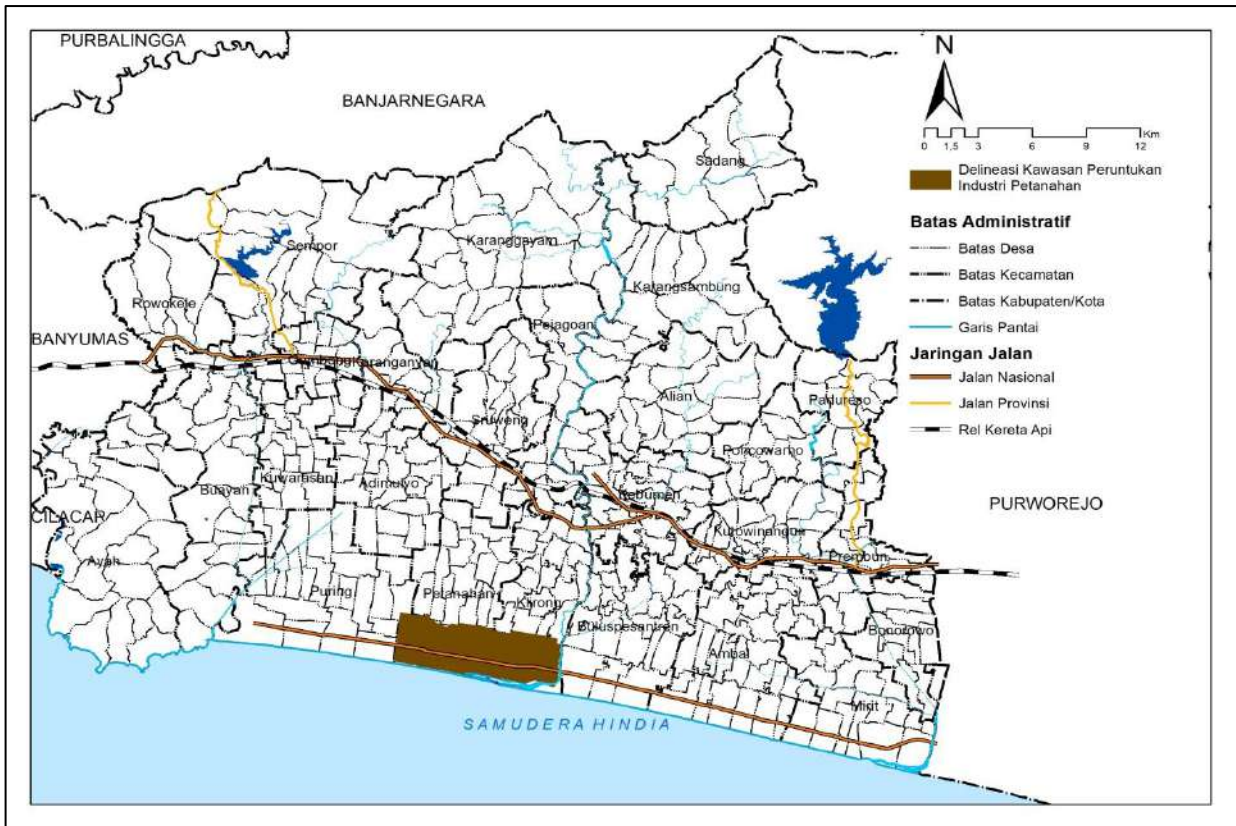 PURBALINGGA
BANJARNEGARA
N
Km
0 1,5 3 6 9 12
Delineasi Kawasan Peruntukan
Industri Petanahan
Batas Administratif
Batas Desa
Batas Kecamatan
Batas Kabupaten/Kota
Garis Pantai
Jaringan Jalan
Jalan Nasional
Jalan Provinsi
Rel Kereta Api
Sadang
Sempor
Karanggayam
Karangsambung
Rowokele
Pejagoan
BANYUMAS
Gombong
Karanganyar
Alian
Padureso
Sruweng
Poncowarno
Buayan
Kuwarasan
Adimulyo
Kebumen
PURWOREJO
CILACAP
Kutowinangun
Prembun
Ayah
Puring
Petanahan
Klirong
Buluspesantren
Bonorowo
Ambal
Mirit
SAMUDERA HINDIA